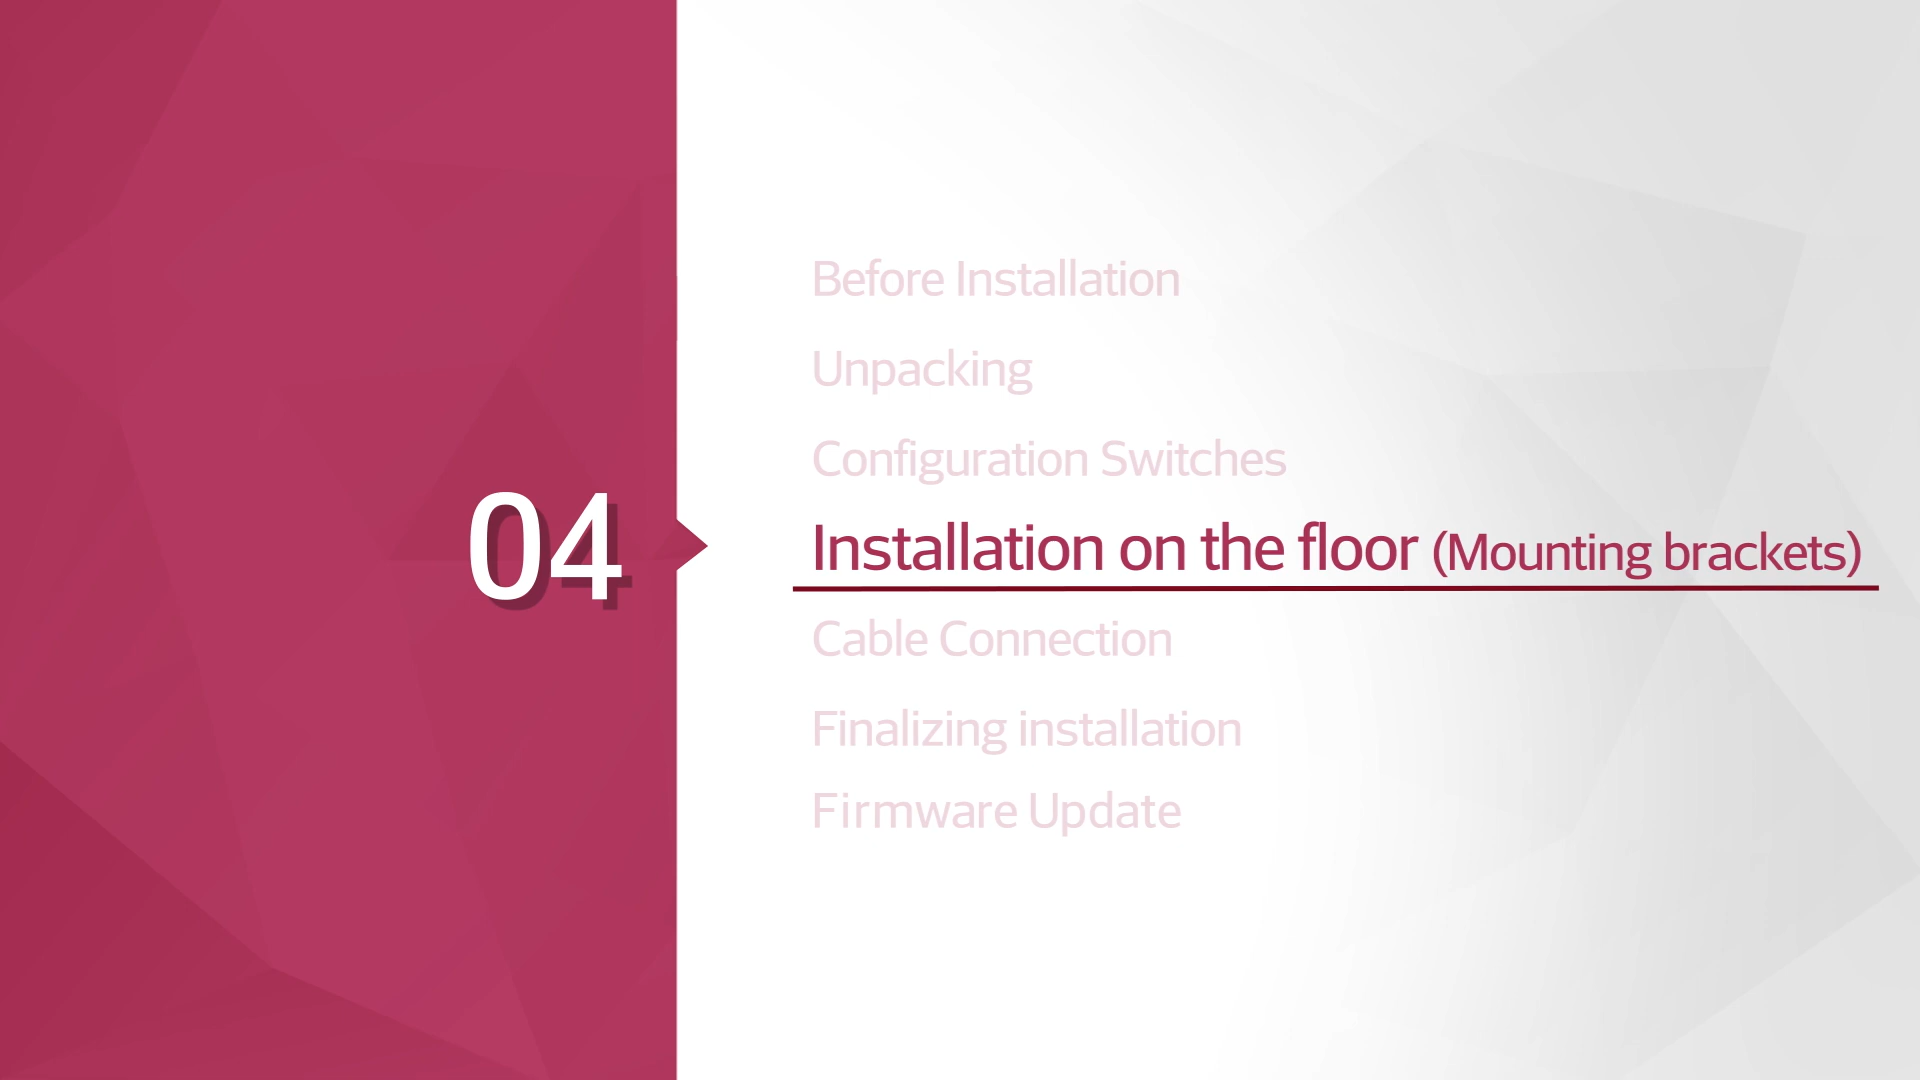 Before Installation
Unpacking
Configuration Switches
04
Installation on the floor (Mounting brackets)
Cable Connection
Finalizing installation
Firmware Update